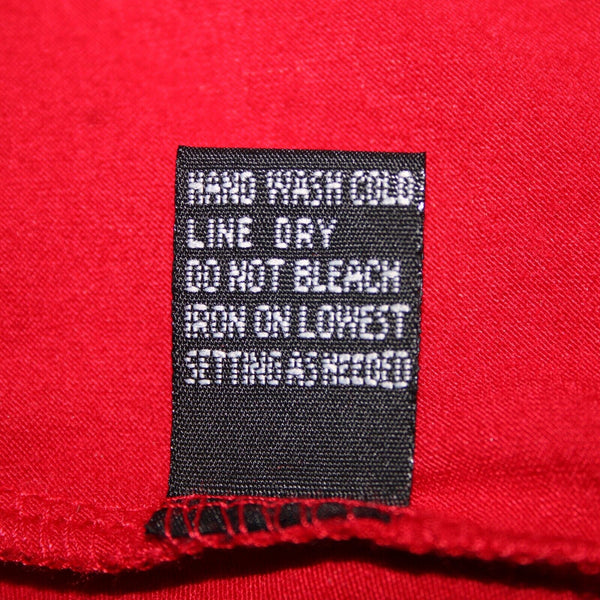 HAND WASH COLD
LINE DRY
DO NOT BLEACH
IRON ON LOWEST
SETTING AS NEEDED